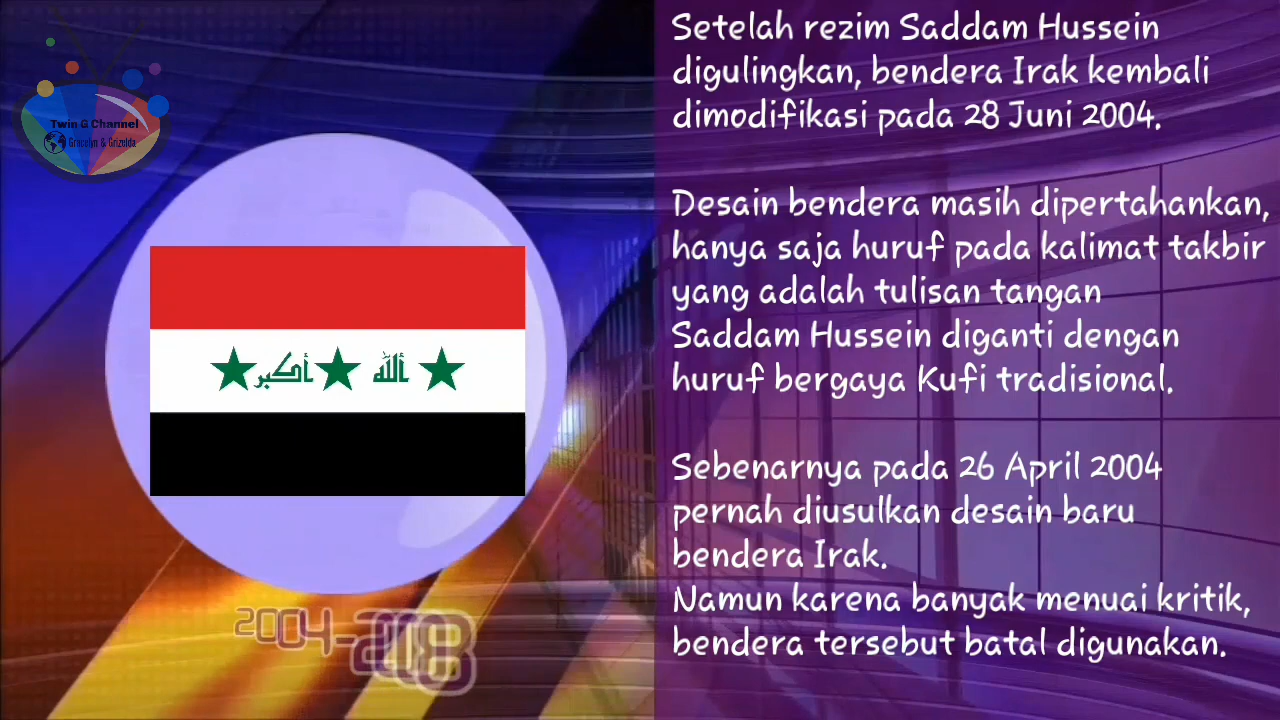 Twin G Channel
Gracelyn & Grizelda
أكبر الله
2004-2008
Setelah rezim Saddam Hussein
digulingkan, bendera Irak kembali
dimodifikasi pada 28 Juni 2004.
Desain bendera masih dipertahankan,
hanya saja huruf pada kalimat takbir
yang adalah tulisan tangan
Saddam Hussein diganti dengan
huruf bergaya Kufi tradisional.
Sebenarnya pada 26 April 2004
pernah diusulkan desain baru
bendera Irak.
Namun karena banyak menuai kritik,
bendera tersebut batal digunakan.